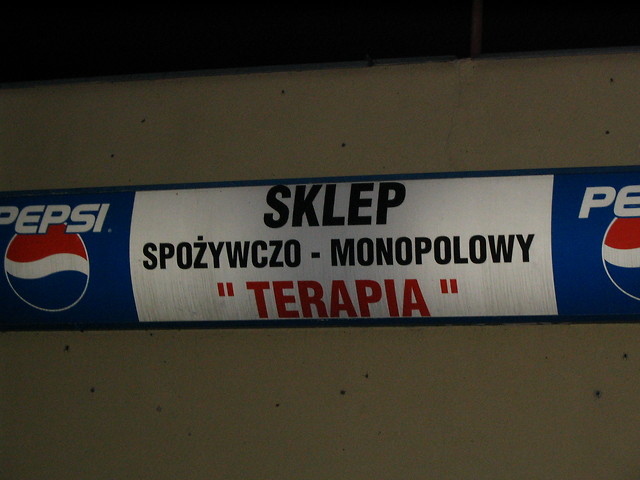 PEPSI
SKLEP
SPOŻYWCZO - MONOPOLOWY
" TERAPIA "
PE